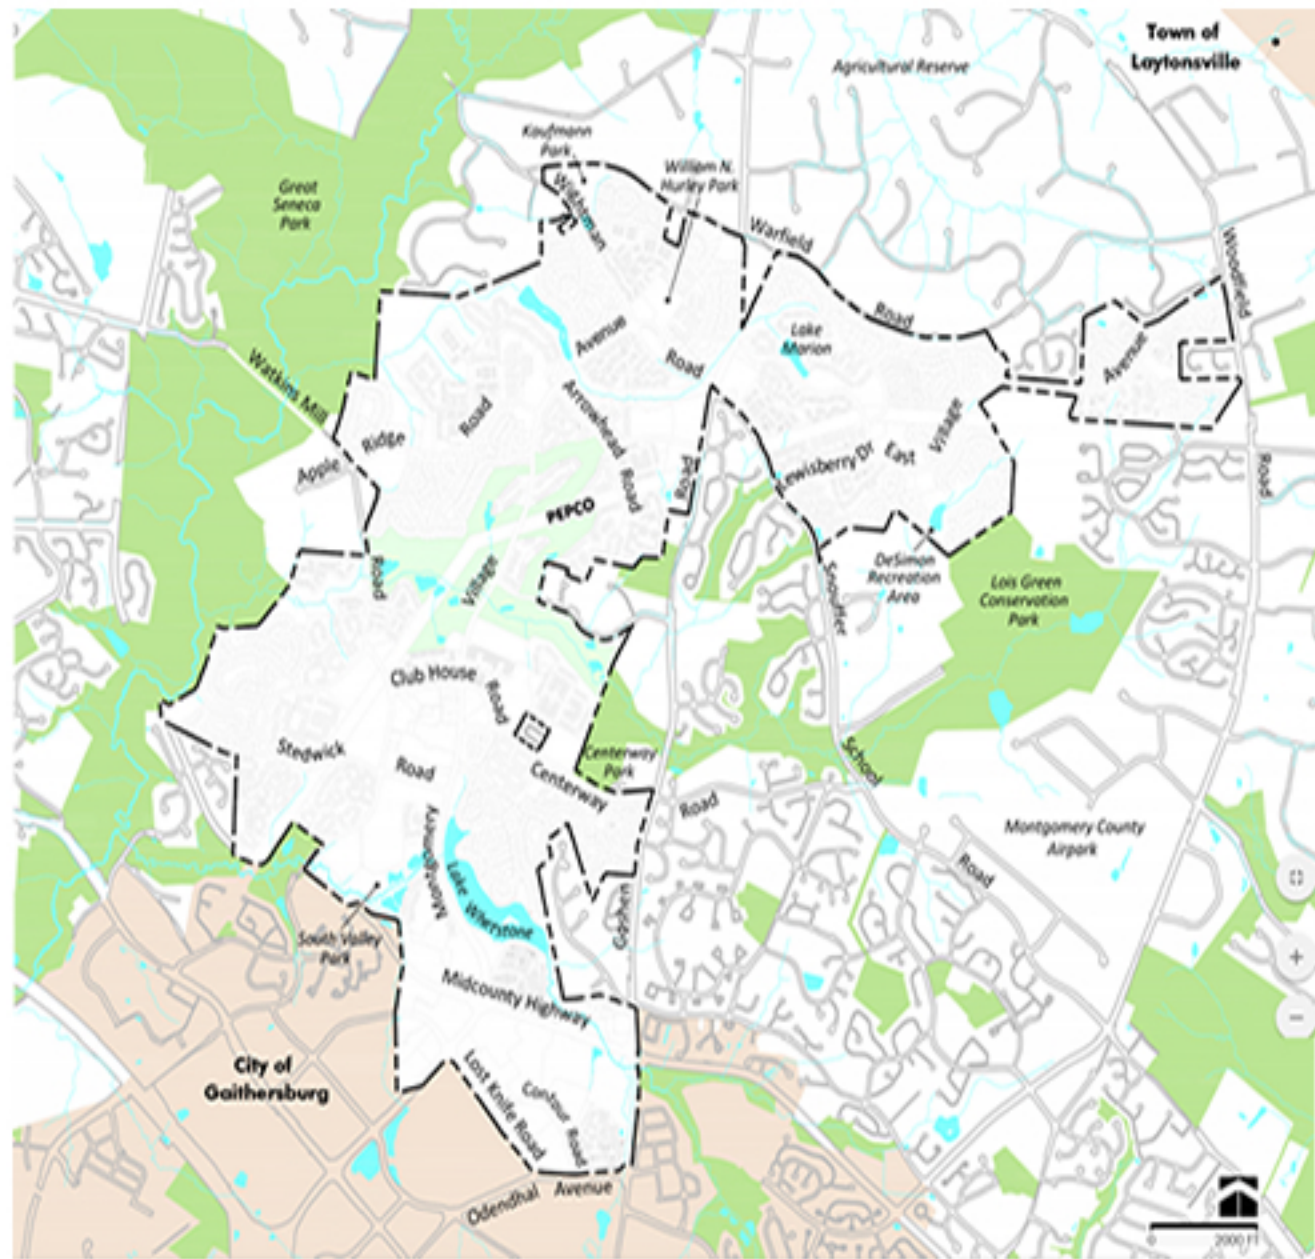 Town of
Laytonsville
Agricultural Reserve
Kaufmann
Park
William N.
Hurley Park
Great
Seneca
Park
Wightman
Warfield
Woodfield
Road
Lake
Marion
Avenue
Avenue
Road
Watkins Mill
Arrowhead
Road
Ridge
Road
Village
East
Lewisberry Dr
Apple
Road
Road
Road
PEPCO
DeSimon
Recreation
Area
Lois Green
Conservation
Park
Road
Village
Snouffer
Club House
Road
Stedwick
Road
Centerway
Park
Centerway
School
Road
Montgomery County
Airpark
Montgomery
Lake Whetstone
Road
Goshen
South Valley
Park
Midcounty Highway
City of
Gaithersburg
Lost Knife Road
Contour
Road
Odendhal Avenue
0 2000 Ft